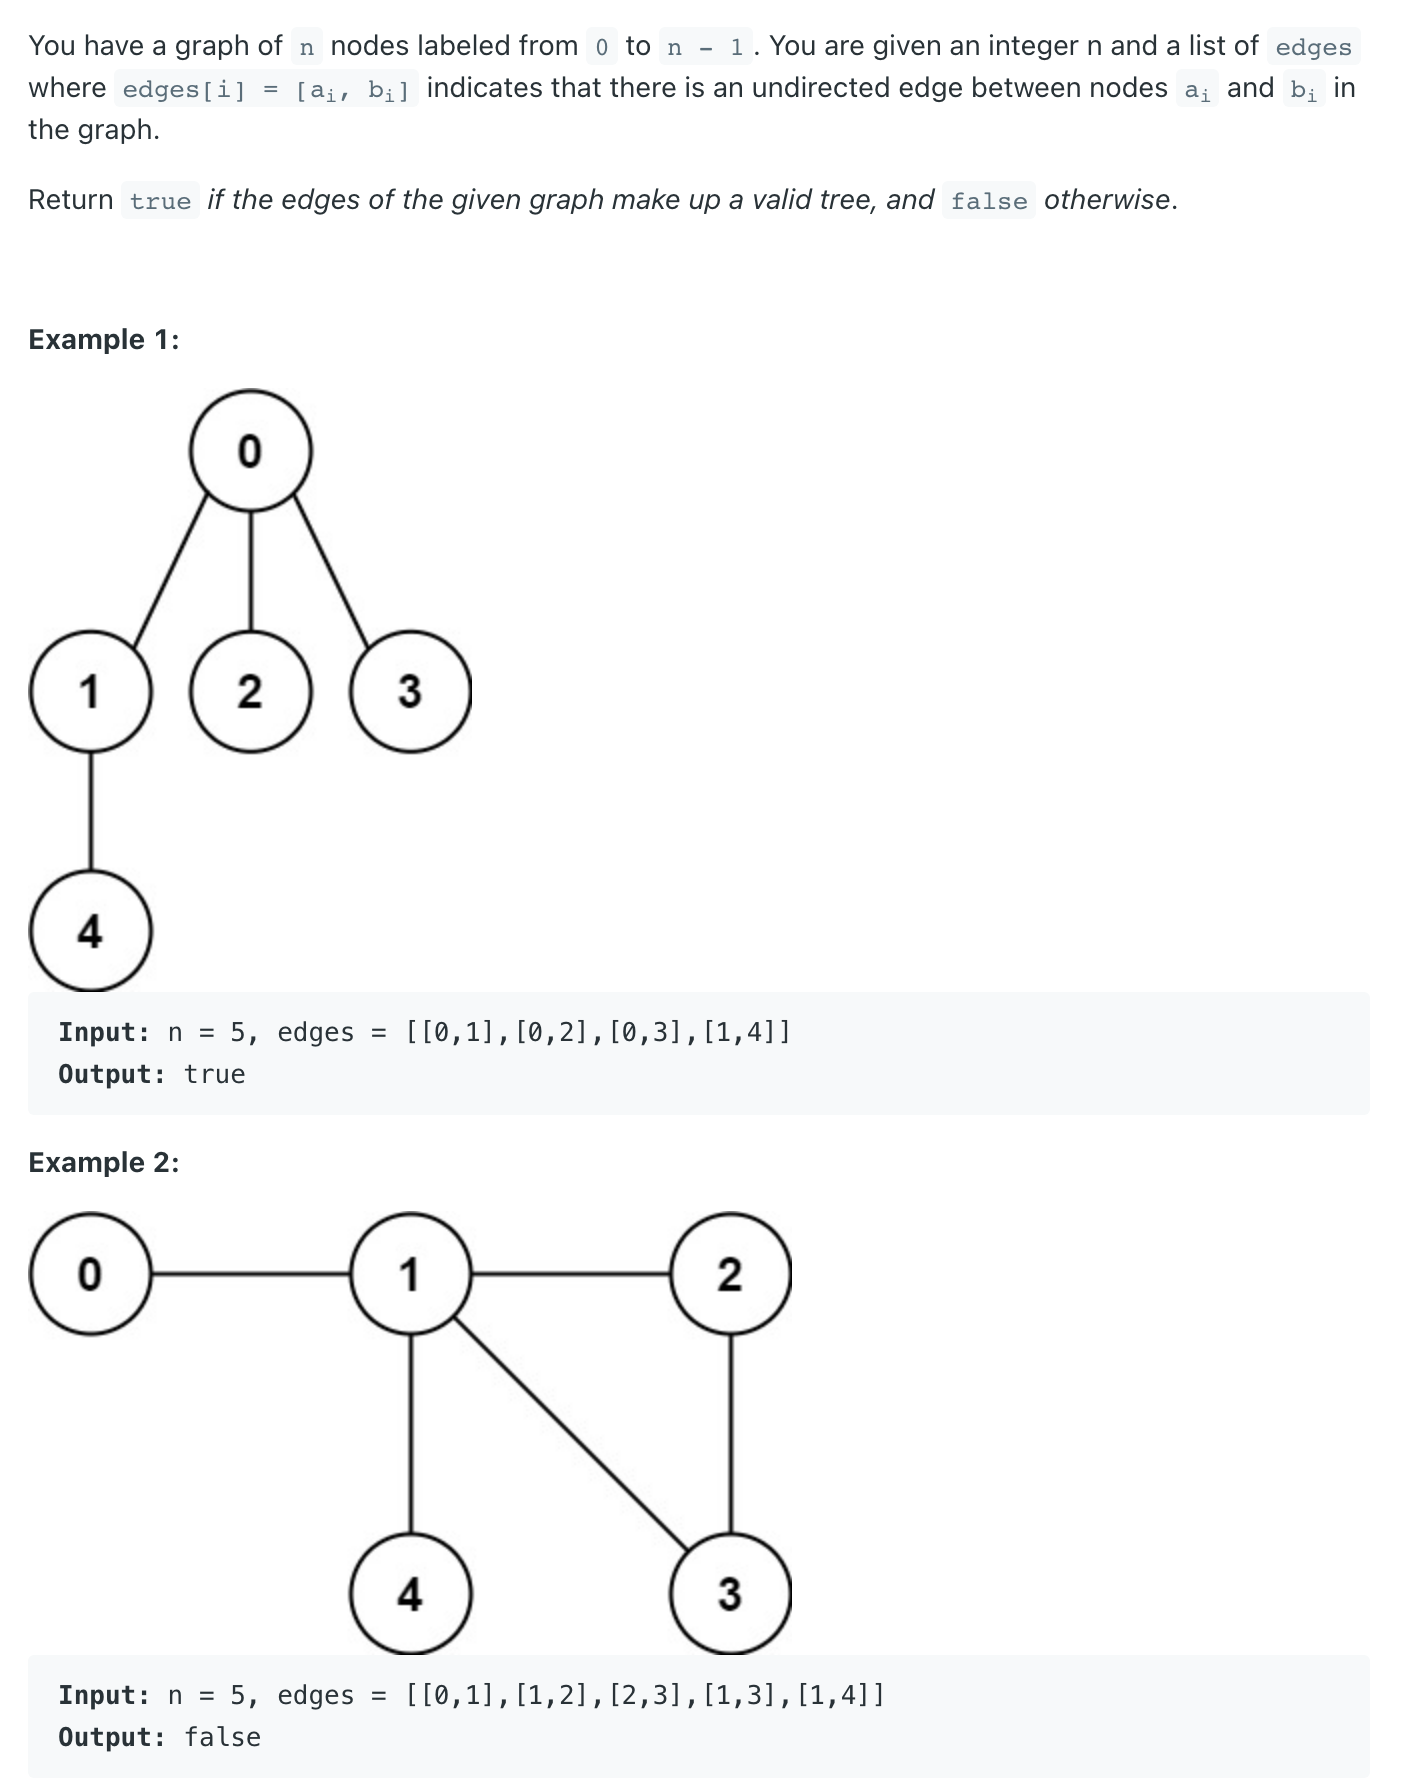 You have a graph of n nodes labeled from 0 to n - 1. You are given an integer n and a list of edges
where edges[i] = [aᵢ, bᵢ] indicates that there is an undirected edge between nodes aᵢ and bᵢ in
the graph.
Return true if the edges of the given graph make up a valid tree, and false otherwise.
Example 1:
0
1 2 3
4
Input: n = 5, edges = [[0,1],[0,2],[0,3],[1,4]]
Output: true
Example 2:
0 1 2
4 3
Input: n = 5, edges = [[0,1],[1,2],[2,3],[1,3],[1,4]]
Output: false